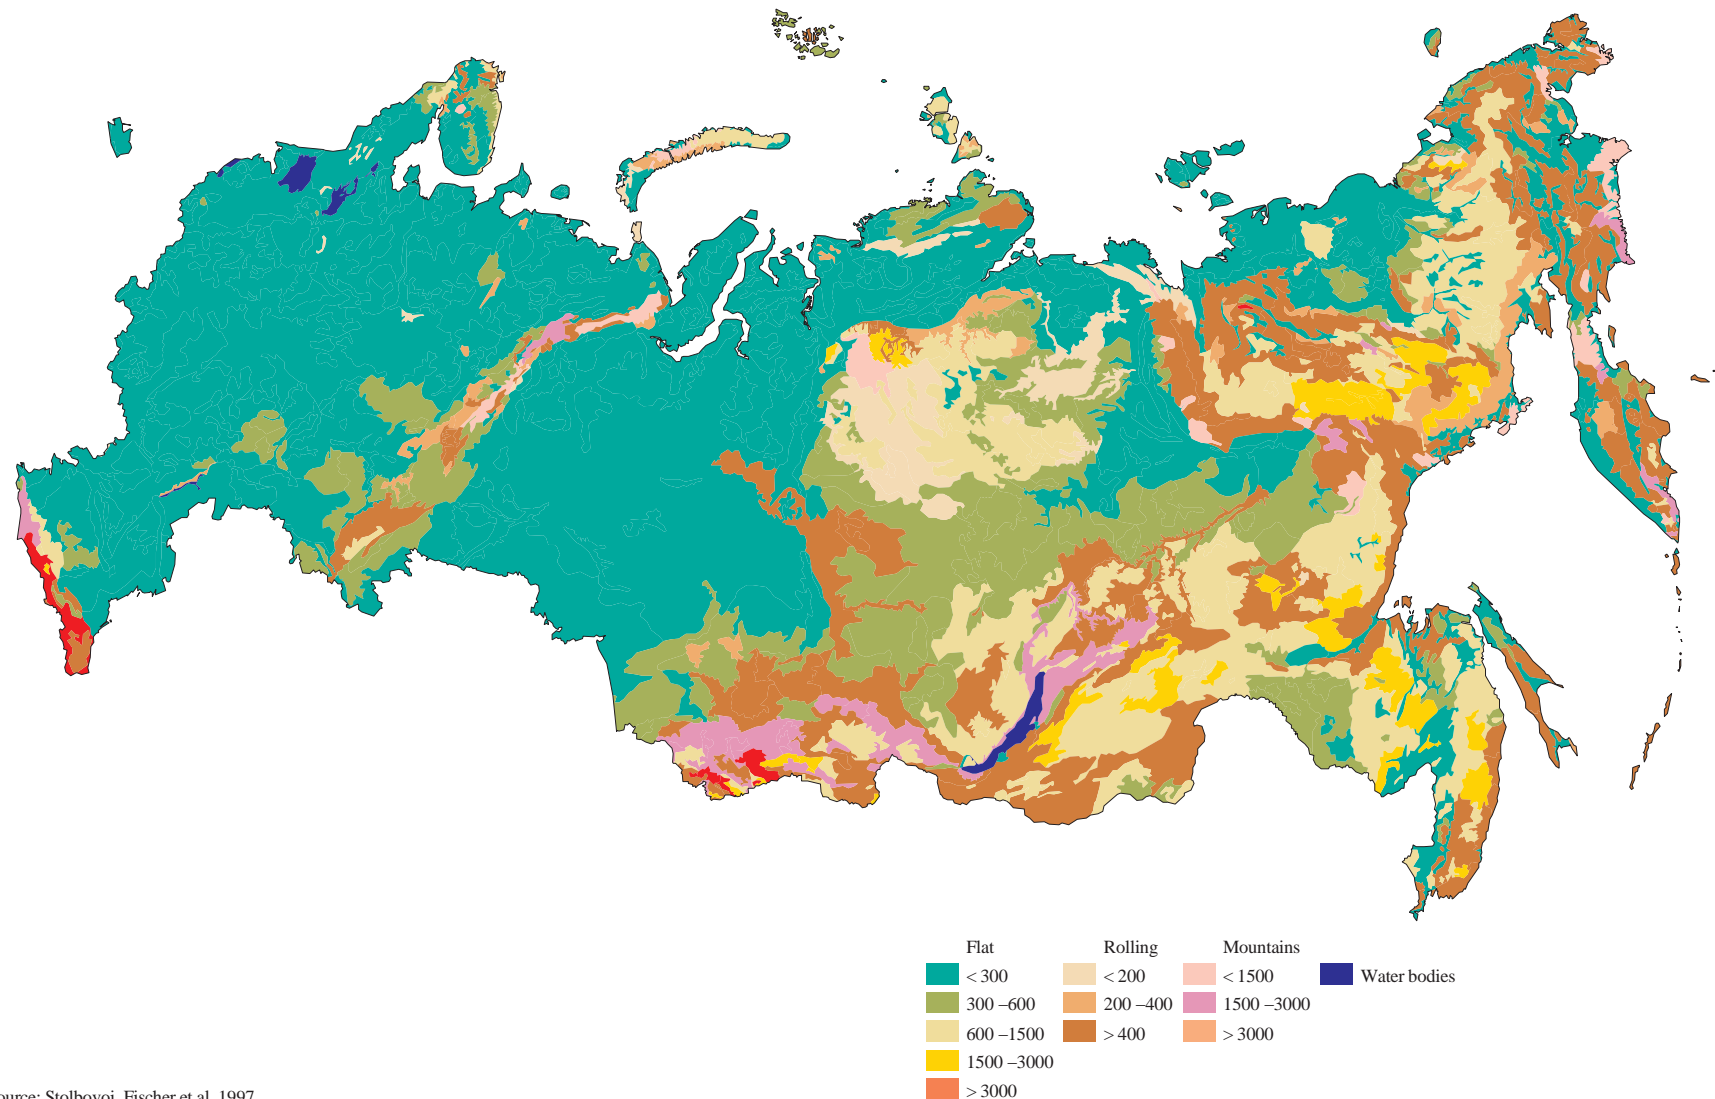 Flat Rolling Mountains
< 300 < 200 < 1500 Water bodies
300 –600 200 –400 1500 –3000
600 –1500 > 400 > 3000
1500 –3000
> 3000
ource: Stolbovoi, Fischer et al. 1997